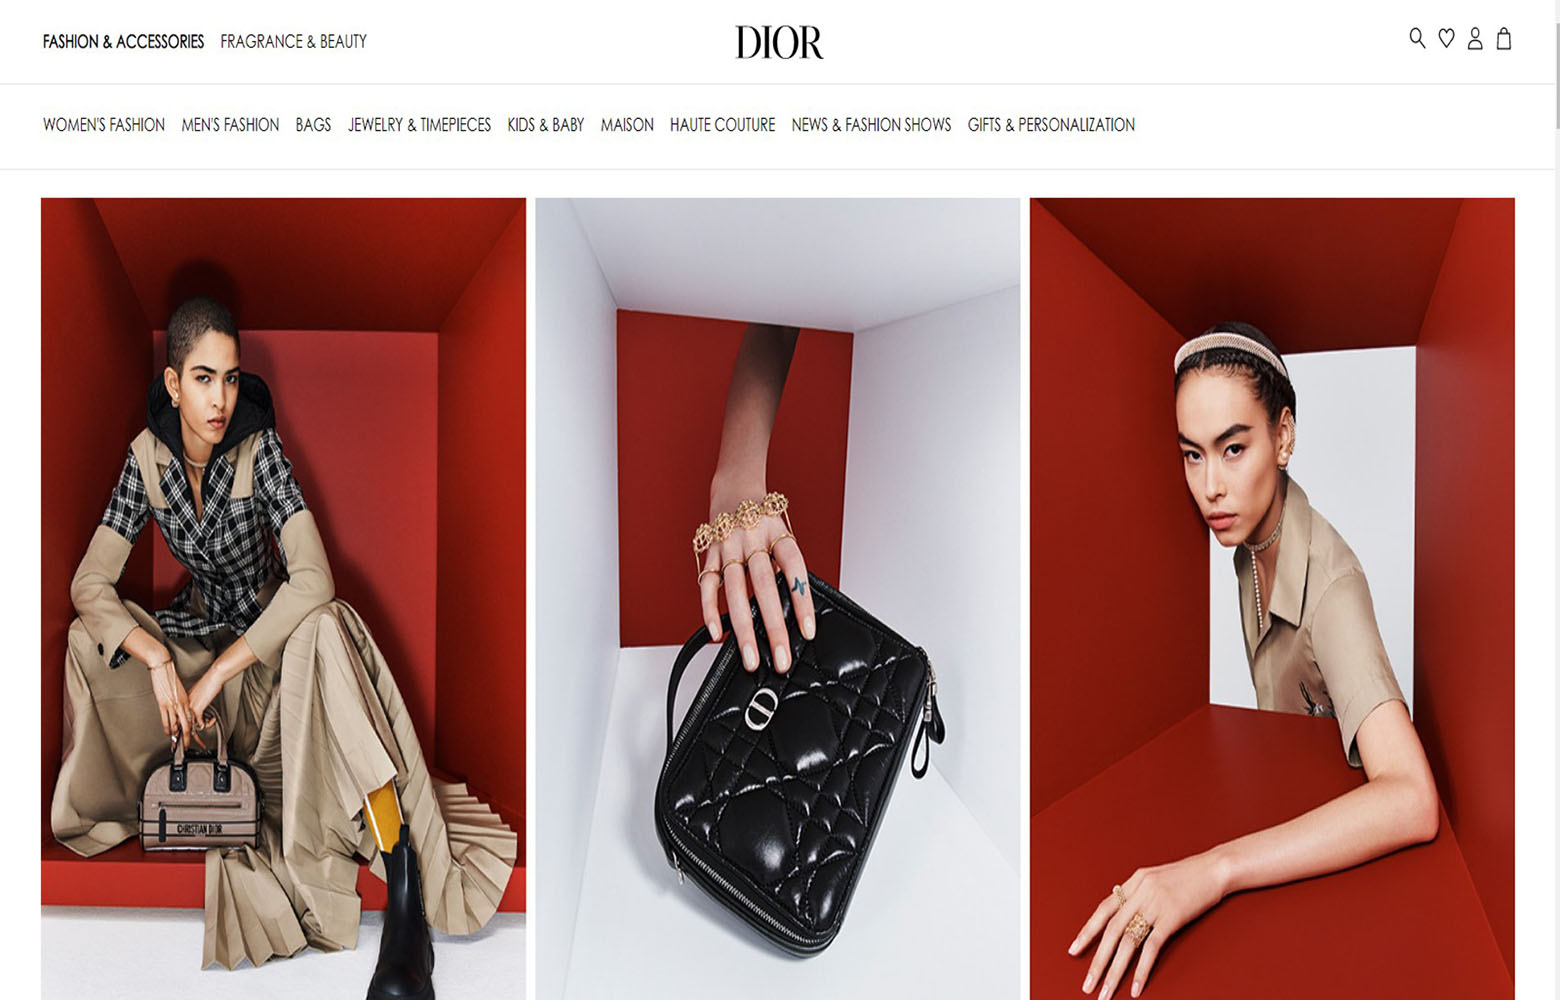 FASHION & ACCESSORIES FRAGRANCE & BEAUTY
DIOR
WOMEN'S FASHION MEN'S FASHION BAGS JEWELRY & TIMEPIECES KIDS & BABY MAISON HAUTE COUTURE NEWS & FASHION SHOWS GIFTS & PERSONALIZATION
CHRISTIAN DIOR
CD